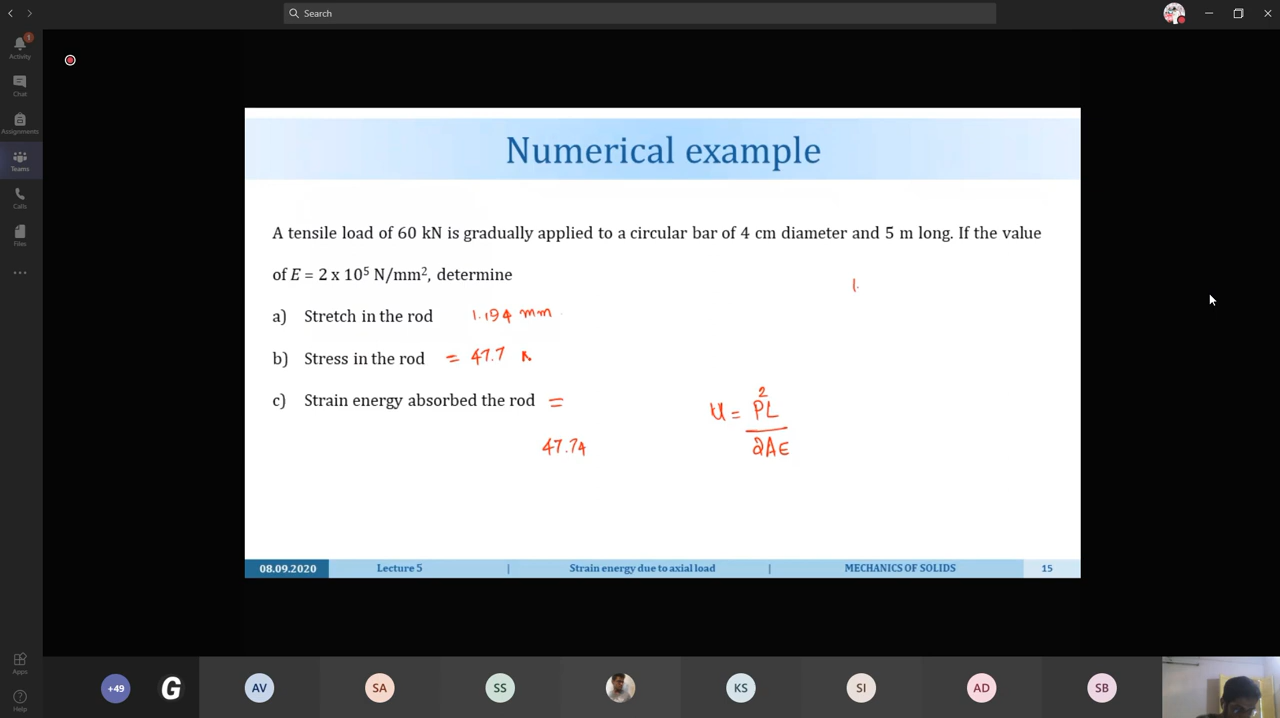 Search
1
Activity
Chat
Assignments
Teams
Calls
Files
Apps
Help
Numerical example
A tensile load of 60 kN is gradually applied to a circular bar of 4 cm diameter and 5 m long. If the value
of E = 2 x 10⁵ N/mm², determine
a) Stretch in the rod 1.194 mm
b) Stress in the rod = 47.7
c) Strain energy absorbed the rod =
47.74
U = P²L
2AE
08.09.2020 Lecture 5 | Strain energy due to axial load | MECHANICS OF SOLIDS 15
+49 G AV SA SS KS SI AD SB